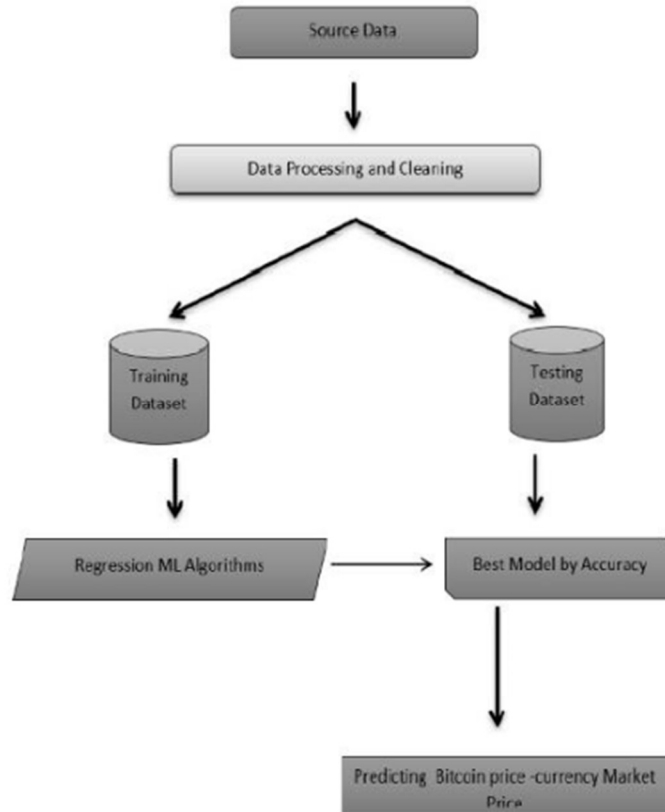 Source Data
Data Processing and Cleaning
Training
Dataset
Testing
Dataset
Regression ML Algorithms
Best Model by Accuracy
Predicting Bitcoin price -currency Market
Price